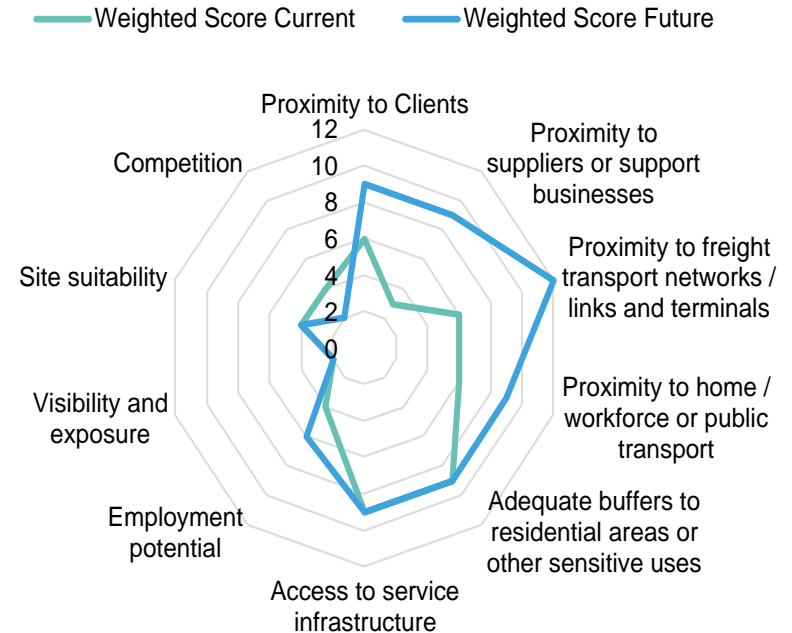 Weighted Score Current
Weighted Score Future
Proximity to Clients
12
10
8
6
4
2
0
Proximity to
suppliers or support
businesses
Proximity to freight
transport networks /
links and terminals
Proximity to home /
workforce or public
transport
Adequate buffers to
residential areas or
other sensitive uses
Access to service
infrastructure
Employment
potential
Visibility and
exposure
Site suitability
Competition